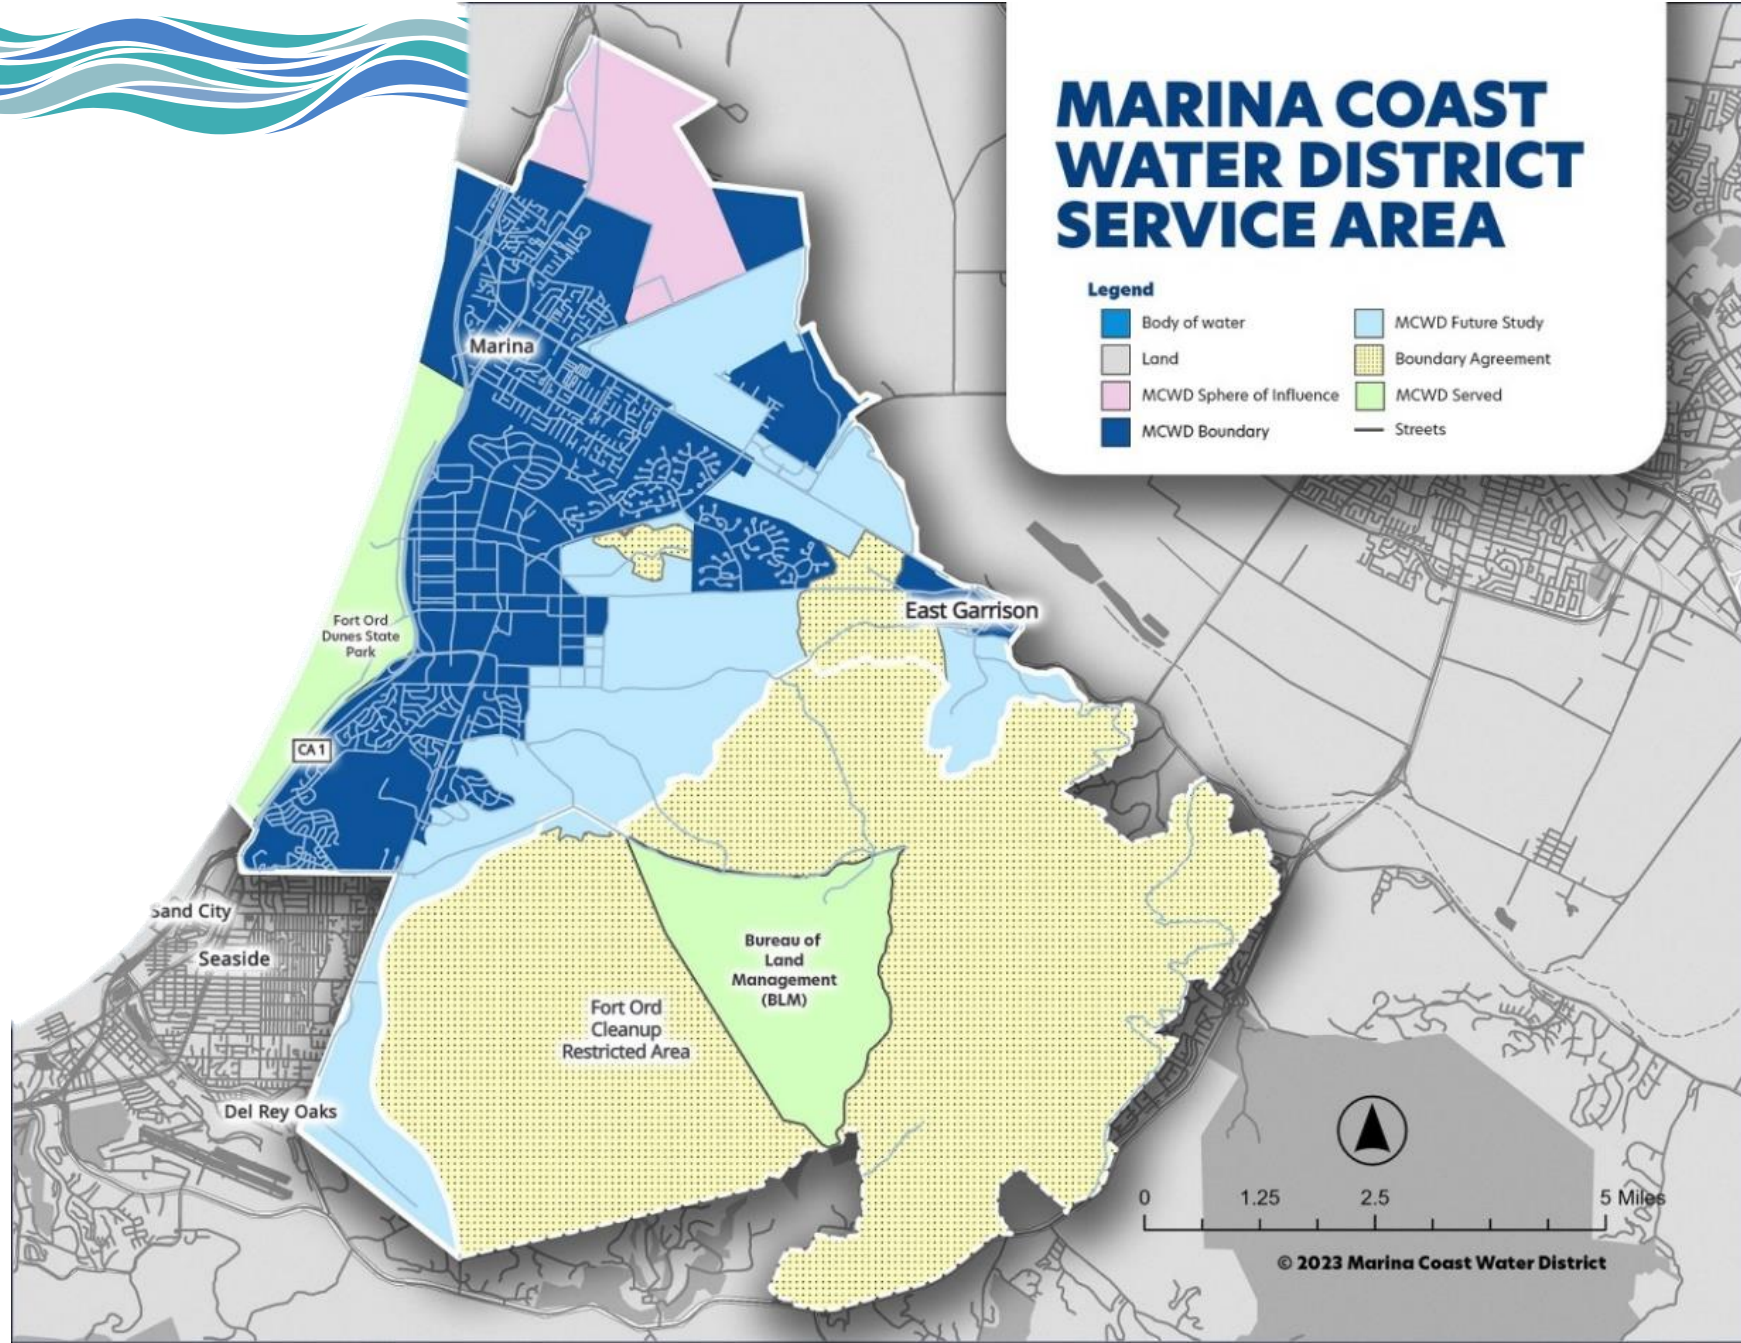 MARINA COAST
WATER DISTRICT
SERVICE AREA
Legend
Body of water
Land
MCWD Sphere of Influence
MCWD Boundary
MCWD Future Study
Boundary Agreement
MCWD Served
Streets
Marina
Fort Ord
Dunes State
Park
East Garrison
CA 1
Sand City
Seaside
Bureau of
Land
Management
(BLM)
Fort Ord
Cleanup
Restricted Area
Del Rey Oaks
0 1.25 2.5 5 Miles
© 2023 Marina Coast Water District